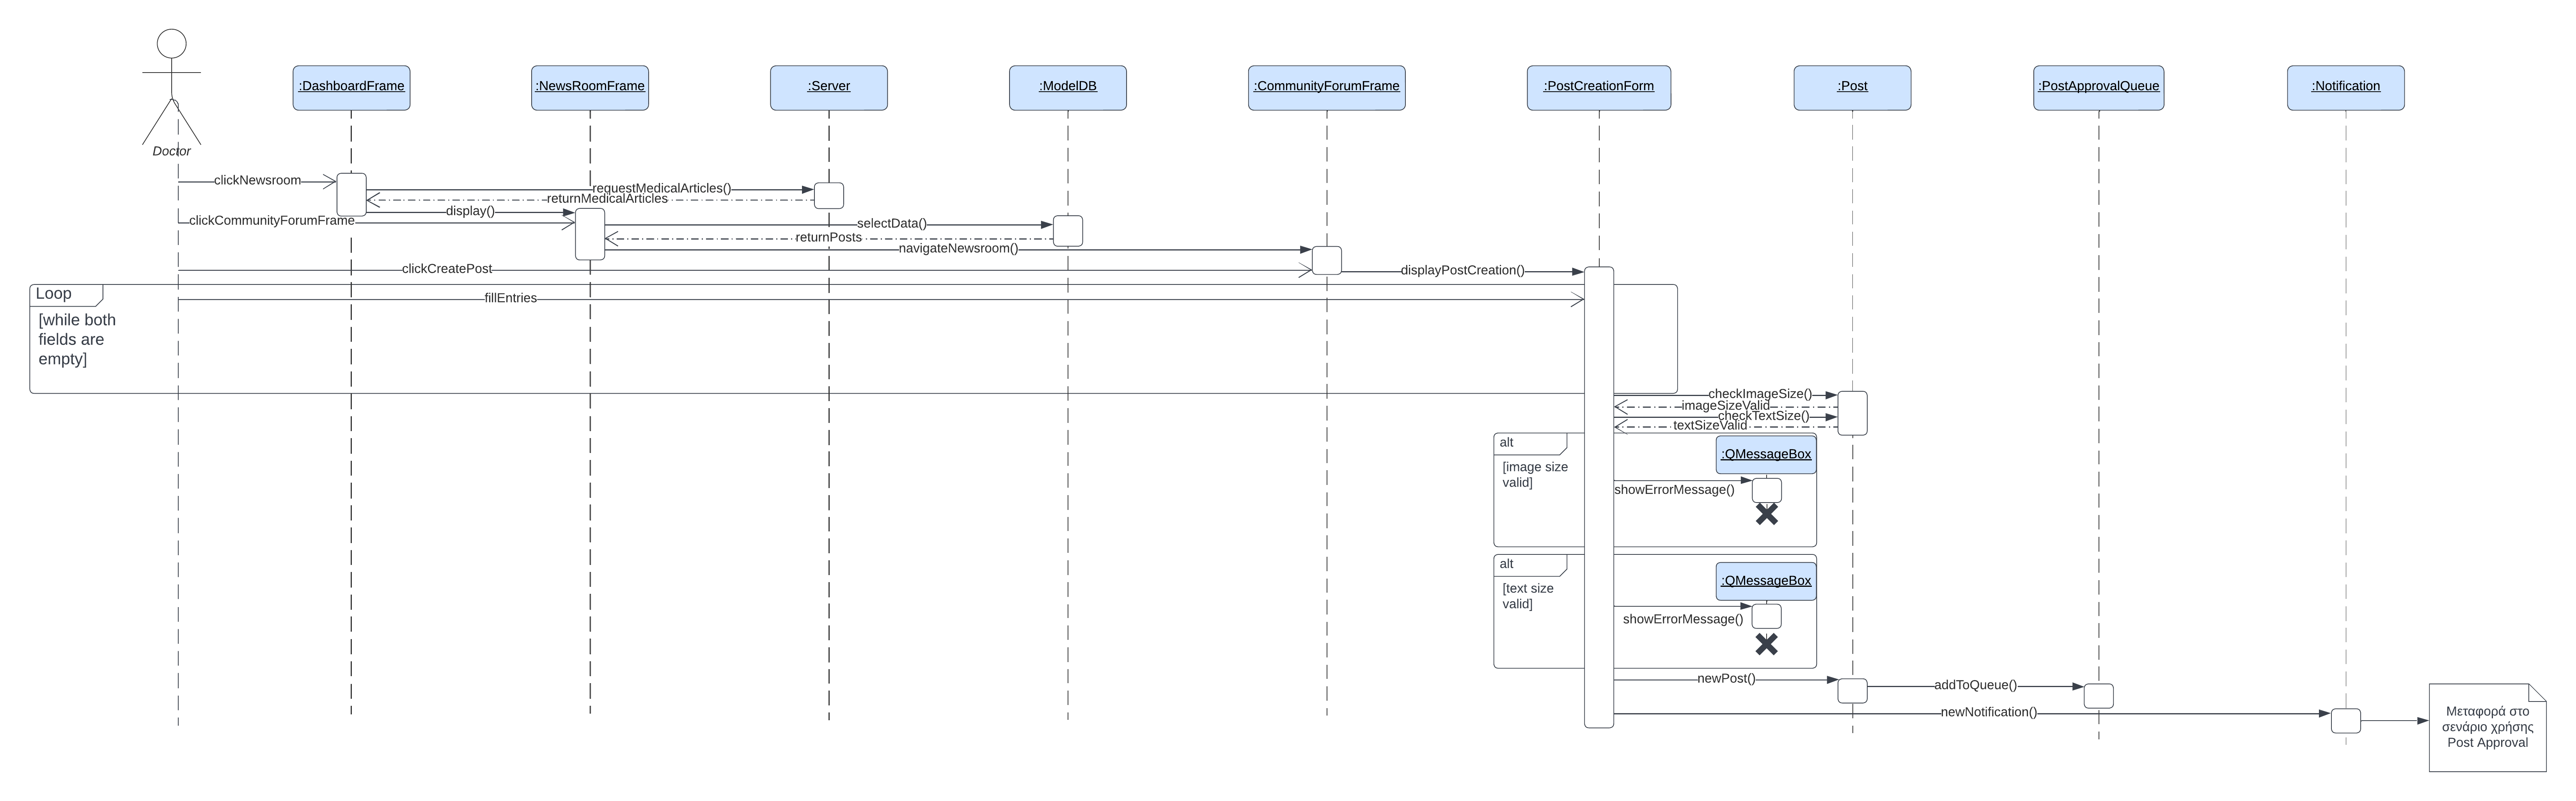 :DashboardFrame
:NewsRoomFrame
:Server
:ModelDB
:CommunityForumFrame
:PostCreationForm
:Post
:PostApprovalQueue
:Notification
Doctor
clickNewsroom
requestMedicalArticles()
returnMedicalArticles
display()
clickCommunityForumFrame
selectData()
returnPosts
navigateNewsroom()
clickCreatePost
displayPostCreation()
Loop
fillEntries
[while both
fields are
empty]
checkImageSize()
imageSizeValid
checkTextSize()
textSizeValid
alt
:QMessageBox
[image size
valid]
showErrorMessage()
alt
:QMessageBox
[text size
valid]
showErrorMessage()
newPost()
addToQueue()
newNotification()
Μεταφορά στο
σενάριο χρήσης
Post Approval